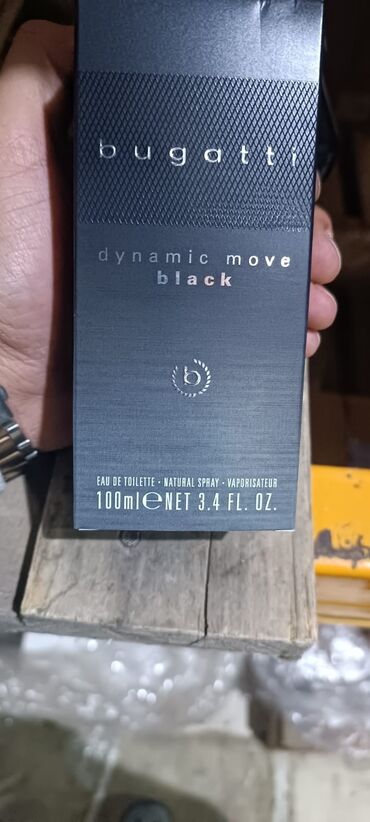 bugatti
dynamic move
black
b
EAU DE TOILETTE • NATURAL SPRAY • VAPORISATEUR
100ml℮NET 3.4 FL. OZ.